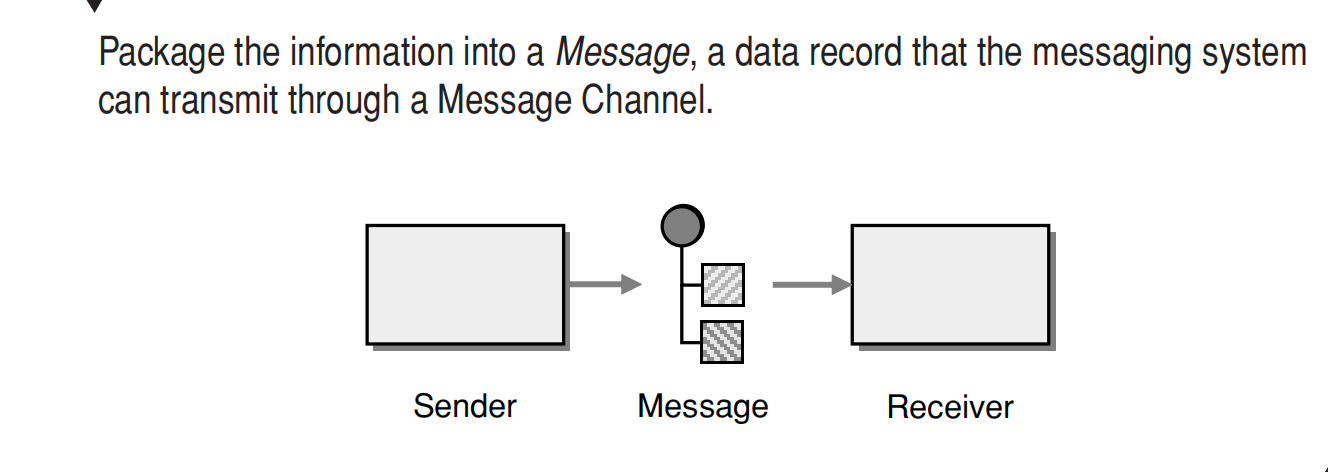 Package the information into a Message, a data record that the messaging system
can transmit through a Message Channel.
Sender
Message
Receiver